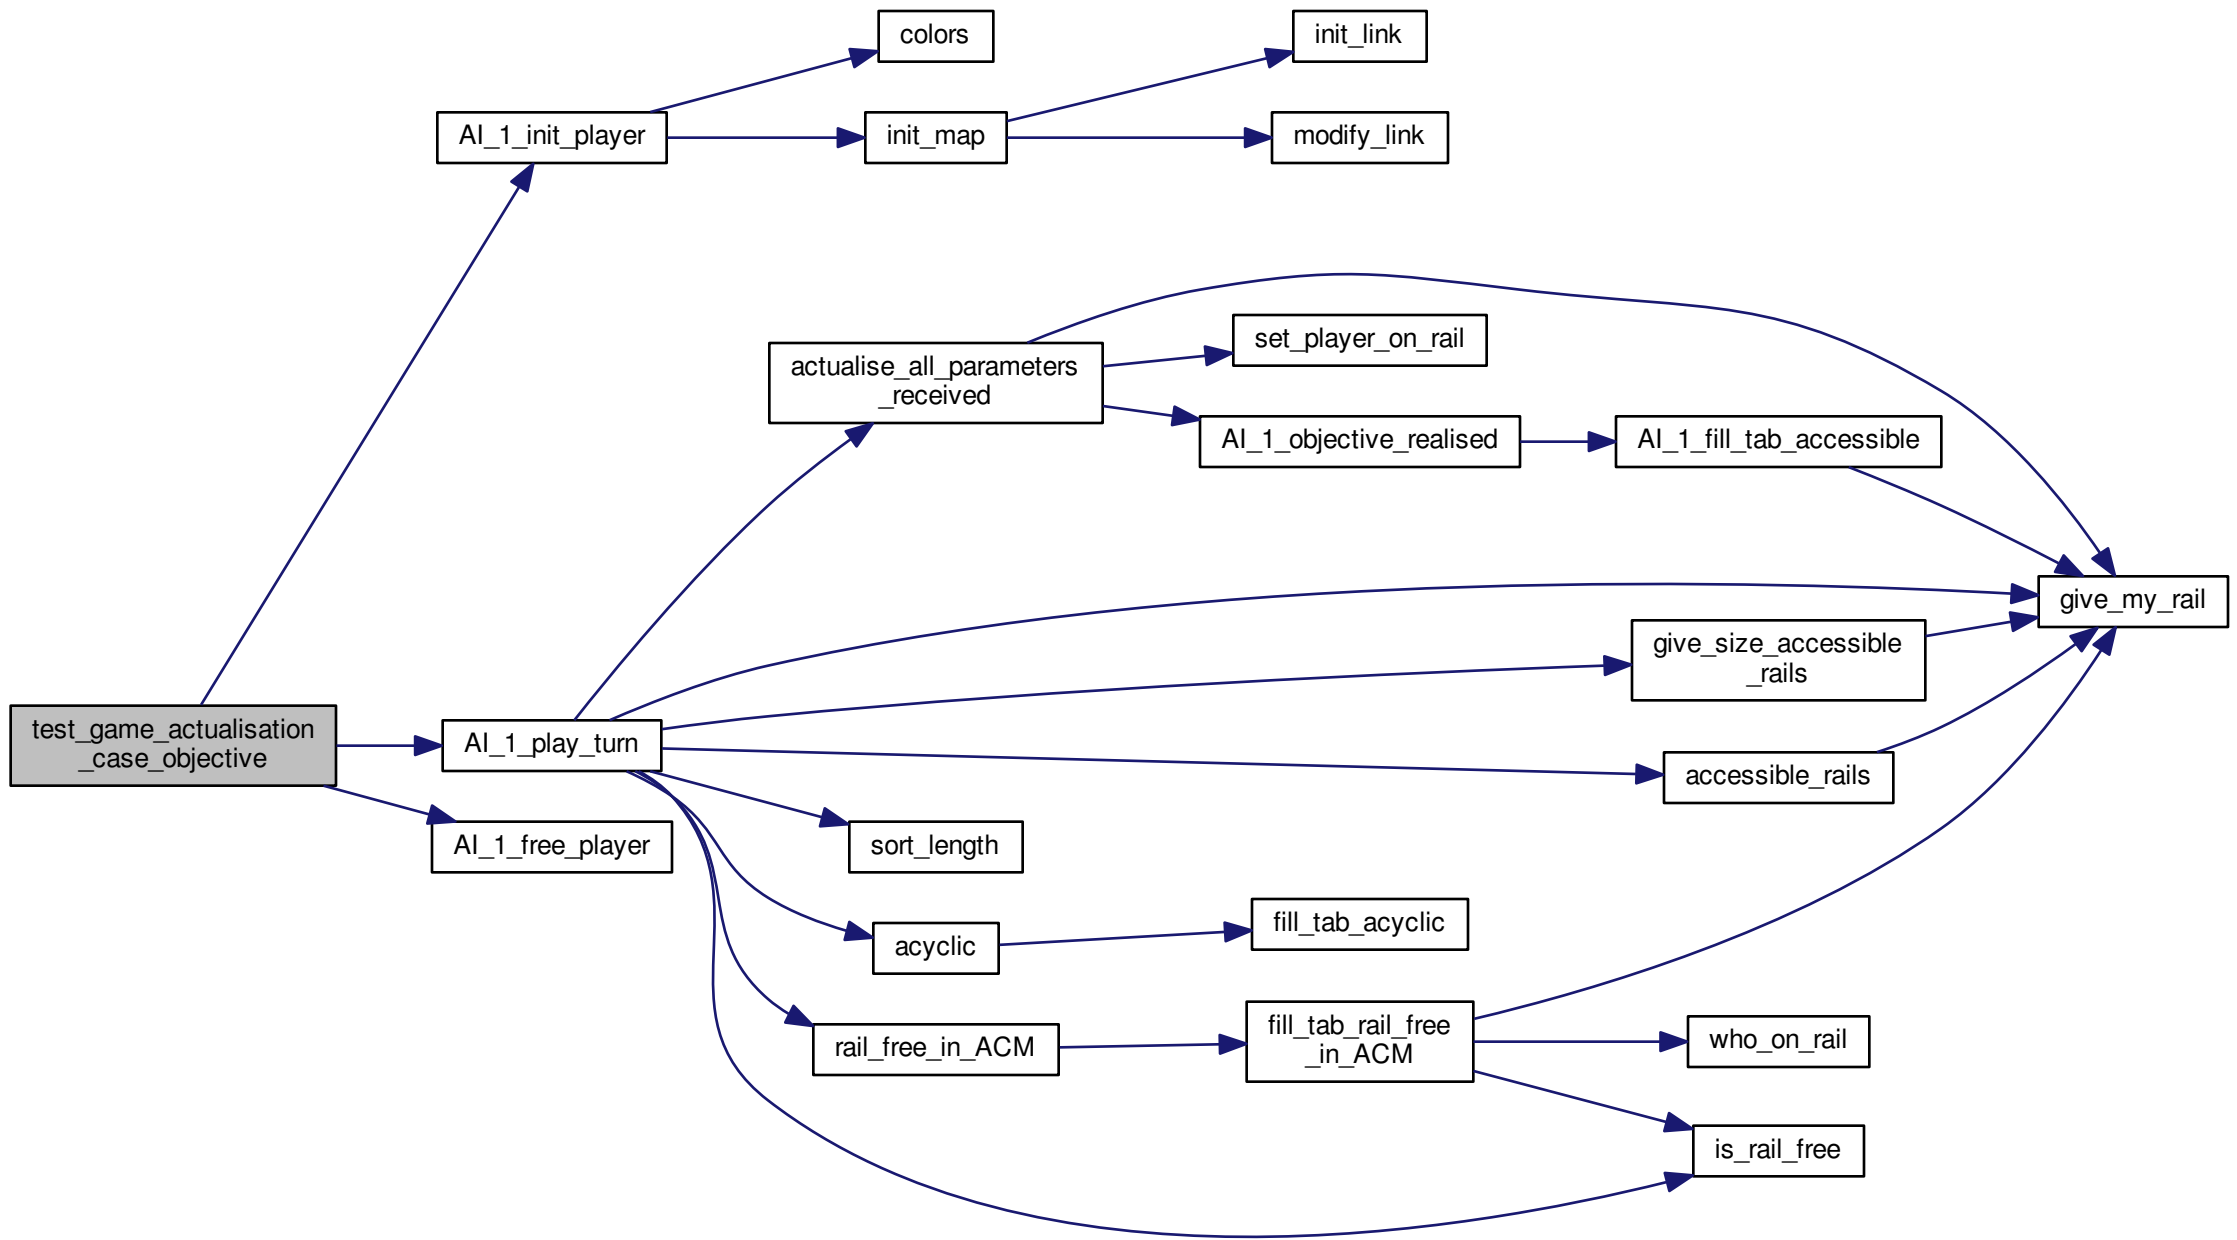 colors
init_link
AI_1_init_player
init_map
modify_link
set_player_on_rail
actualise_all_parameters
_received
AI_1_objective_realised
AI_1_fill_tab_accessible
give_my_rail
give_size_accessible
_rails
test_game_actualisation
_case_objective
AI_1_play_turn
accessible_rails
AI_1_free_player
sort_length
fill_tab_acyclic
acyclic
rail_free_in_ACM
fill_tab_rail_free
_in_ACM
who_on_rail
is_rail_free